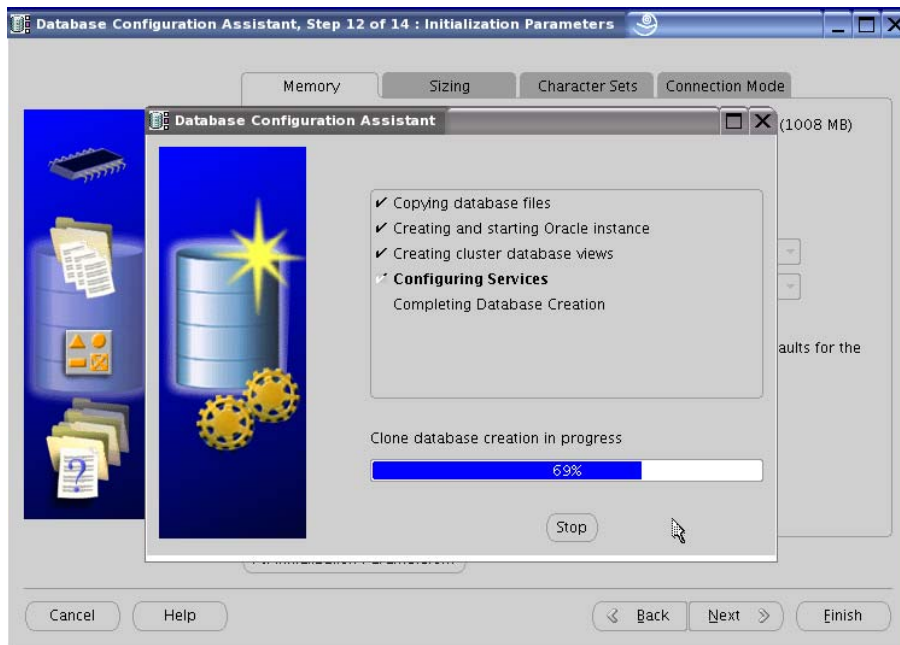 Database Configuration Assistant, Step 12 of 14 : Initialization Parameters
Memory
Sizing
Character Sets
Connection Mode
Database Configuration Assistant
(1008 MB)
Copying database files
Creating and starting Oracle instance
Creating cluster database views
Configuring Services
Completing Database Creation
aults for the
?
Clone database creation in progress
69%
Stop
Cancel
Help
Back
Next
Finish